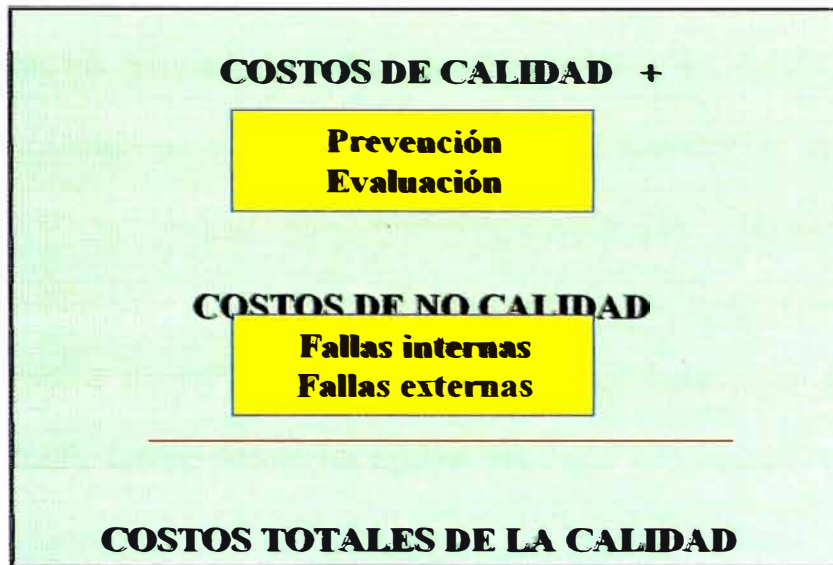 COSTOS DE CALIDAD +
Prevención
Evaluación
COSTOS DE NO CALIDAD
Fallas internas
Fallas externas
COSTOS TOTALES DE LA CALIDAD